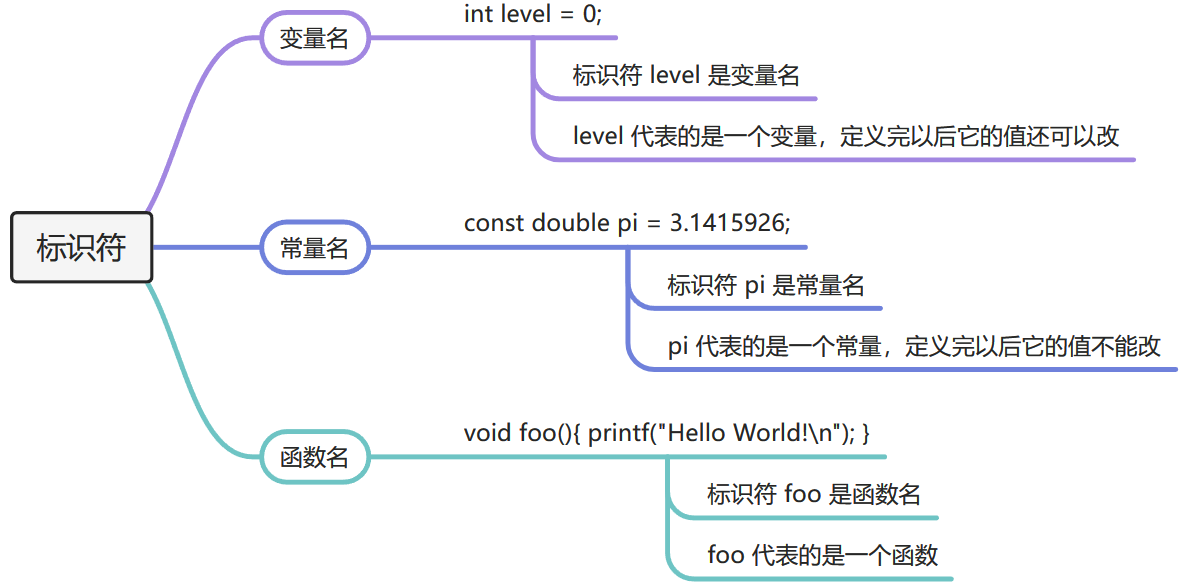 标识符
变量名
int level = 0;
标识符 level 是变量名
level 代表的是一个变量，定义完以后它的值还可以改
常量名
const double pi = 3.1415926;
标识符 pi 是常量名
pi 代表的是一个常量，定义完以后它的值不能改
函数名
void foo(){ printf("Hello World!\n"); }
标识符 foo 是函数名
foo 代表的是一个函数